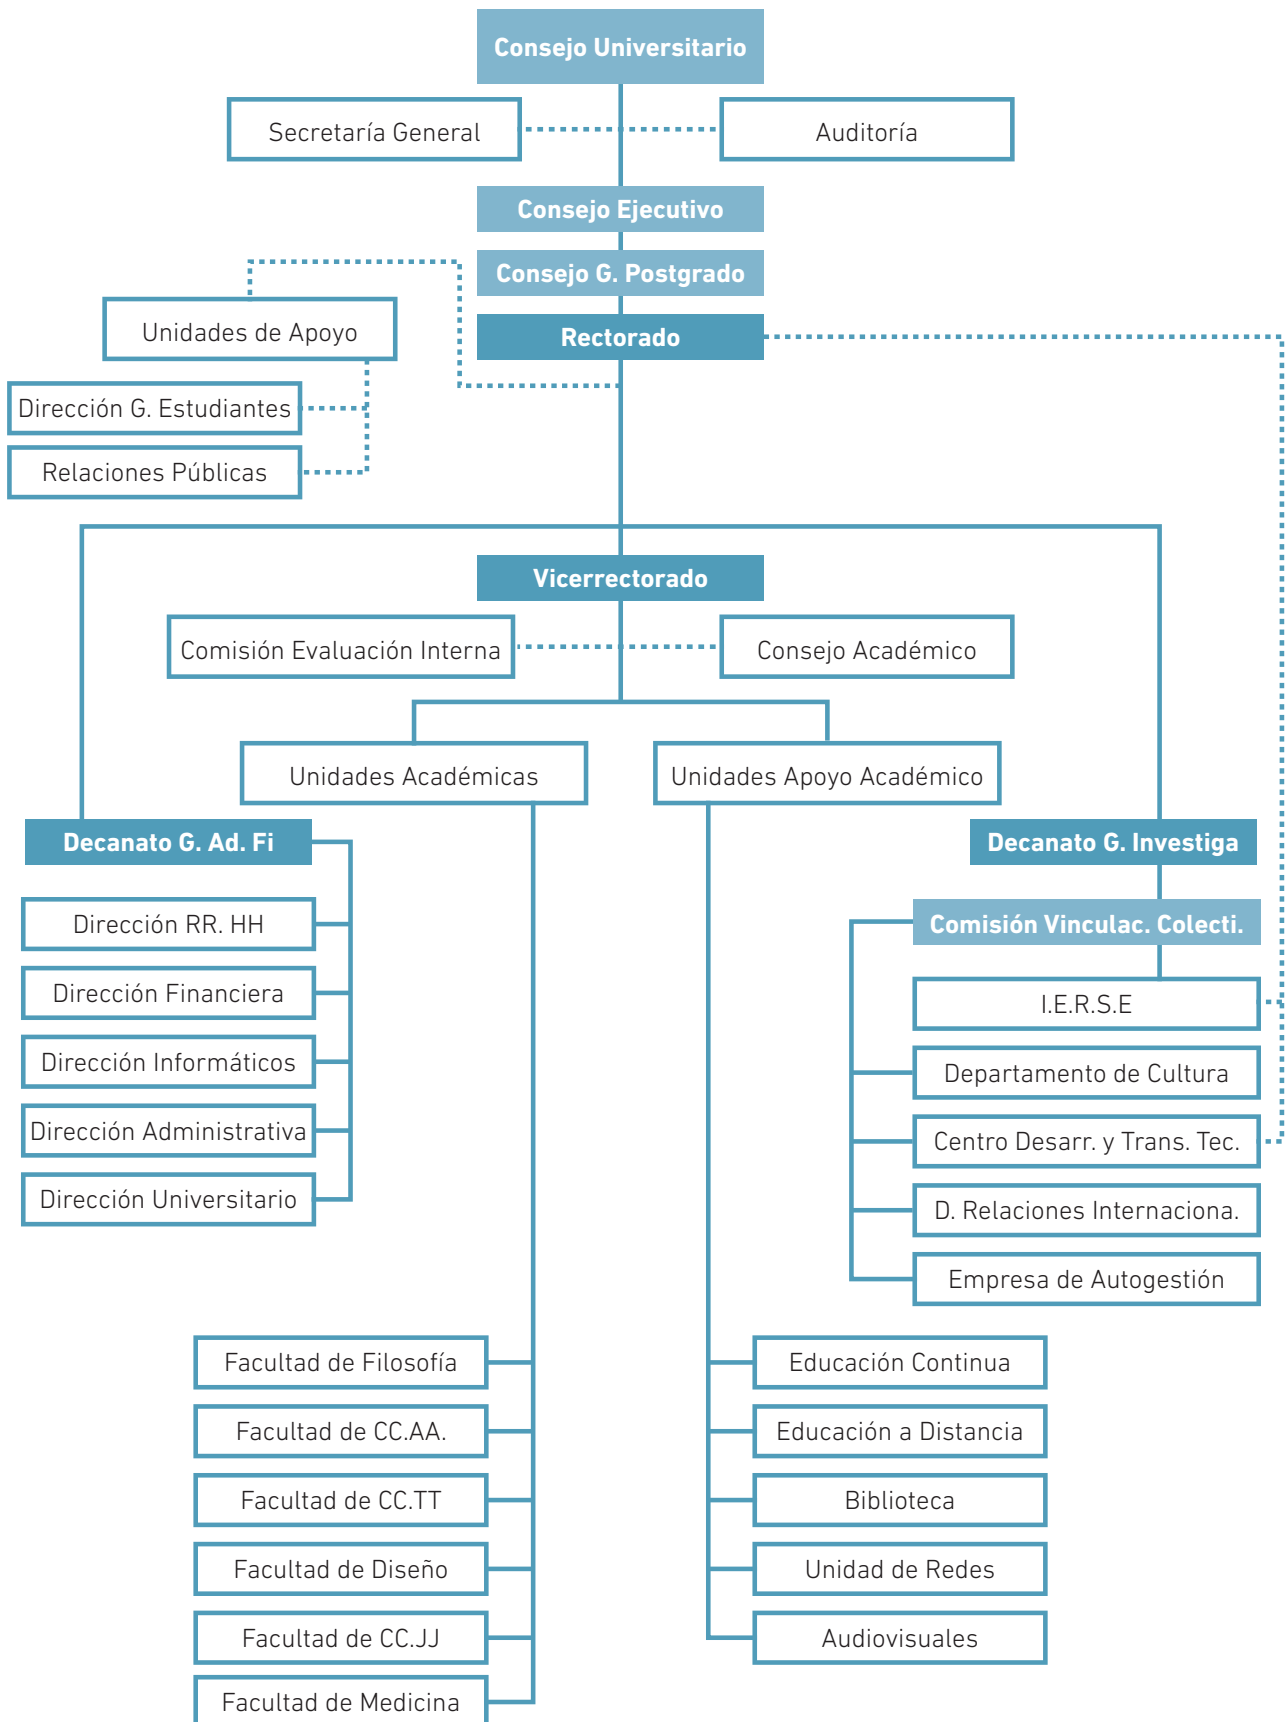 Consejo Universitario
Secretaría General
Auditoría
Consejo Ejecutivo
Consejo G. Postgrado
Unidades de Apoyo
Rectorado
Dirección G. Estudiantes
Relaciones Públicas
Vicerrectorado
Comisión Evaluación Interna
Consejo Académico
Unidades Académicas
Unidades Apoyo Académico
Decanato G. Ad. Fi
Dirección RR. HH
Dirección Financiera
Dirección Informáticos
Dirección Administrativa
Dirección Universitario
Decanato G. Investiga
Comisión Vinculac. Colecti.
I.E.R.S.E
Departamento de Cultura
Centro Desarr. y Trans. Tec.
D. Relaciones Internaciona.
Empresa de Autogestión
Facultad de Filosofía
Facultad de CC.AA.
Facultad de CC.TT
Facultad de Diseño
Facultad de CC.JJ
Facultad de Medicina
Educación Continua
Educación a Distancia
Biblioteca
Unidad de Redes
Audiovisuales